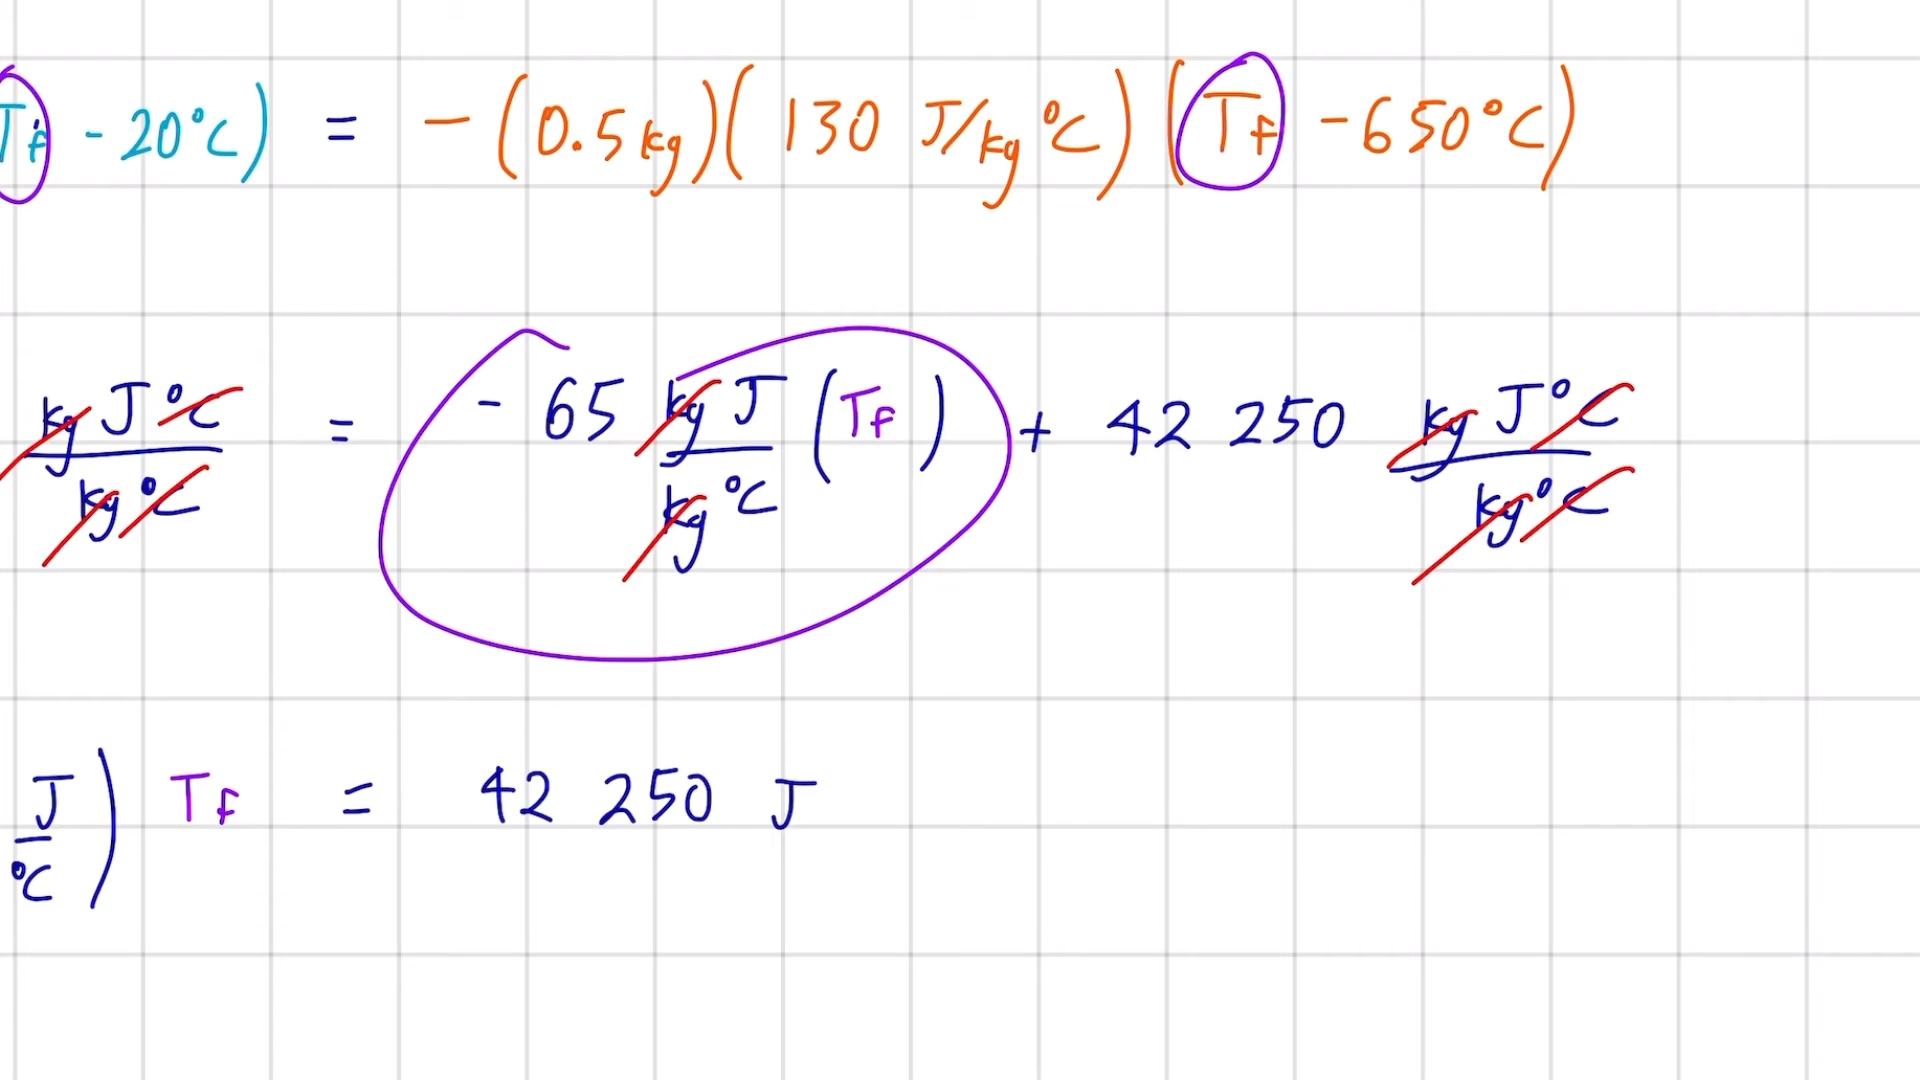 Tf - 20°C) = - (0.5 kg)(130 J/kg °C)(Tf - 650°C)
kg J °C / kg °C = - 65 kg J / kg °C (Tf) + 42 250 kg J °C / kg °C
J / °C) Tf = 42 250 J